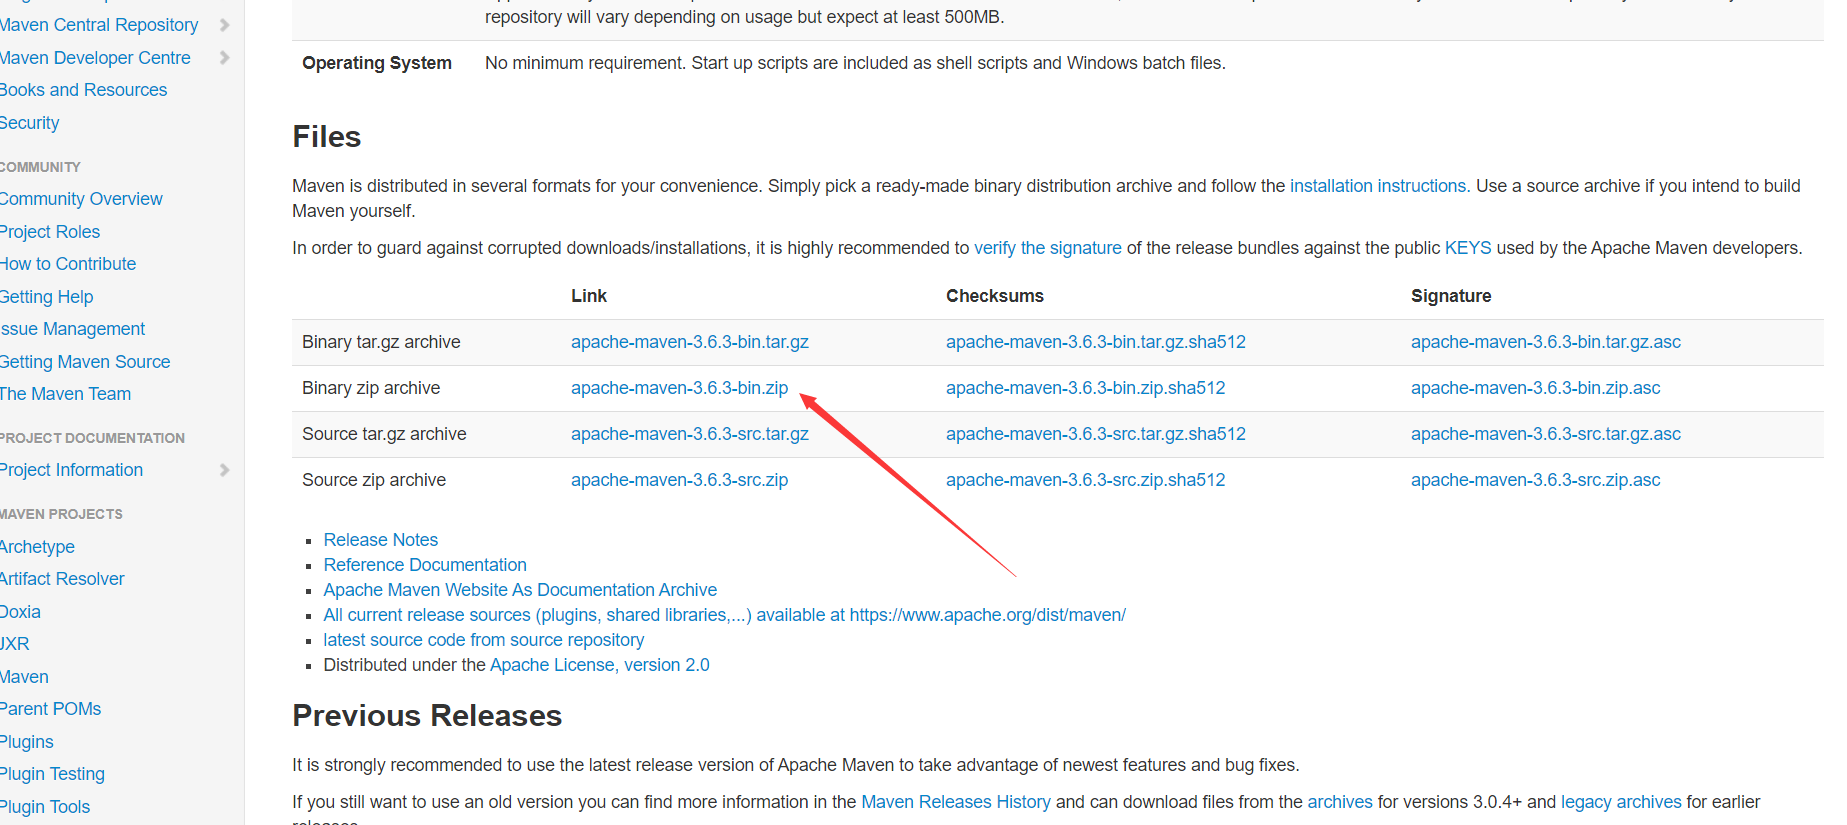 Maven Central Repository
Maven Developer Centre
Books and Resources
Security
COMMUNITY
Community Overview
Project Roles
How to Contribute
Getting Help
Issue Management
Getting Maven Source
The Maven Team
PROJECT DOCUMENTATION
Project Information
MAVEN PROJECTS
Archetype
Artifact Resolver
Doxia
JXR
Maven
Parent POMs
Plugins
Plugin Testing
Plugin Tools
repository will vary depending on usage but expect at least 500MB.
Operating System No minimum requirement. Start up scripts are included as shell scripts and Windows batch files.
Files
Maven is distributed in several formats for your convenience. Simply pick a ready-made binary distribution archive and follow the installation instructions. Use a source archive if you intend to build
Maven yourself.
In order to guard against corrupted downloads/installations, it is highly recommended to verify the signature of the release bundles against the public KEYS used by the Apache Maven developers.
Link Checksums Signature
Binary tar.gz archive apache-maven-3.6.3-bin.tar.gz apache-maven-3.6.3-bin.tar.gz.sha512 apache-maven-3.6.3-bin.tar.gz.asc
Binary zip archive apache-maven-3.6.3-bin.zip apache-maven-3.6.3-bin.zip.sha512 apache-maven-3.6.3-bin.zip.asc
Source tar.gz archive apache-maven-3.6.3-src.tar.gz apache-maven-3.6.3-src.tar.gz.sha512 apache-maven-3.6.3-src.tar.gz.asc
Source zip archive apache-maven-3.6.3-src.zip apache-maven-3.6.3-src.zip.sha512 apache-maven-3.6.3-src.zip.asc
Release Notes
Reference Documentation
Apache Maven Website As Documentation Archive
All current release sources (plugins, shared libraries,...) available at https://www.apache.org/dist/maven/
latest source code from source repository
Distributed under the Apache License, version 2.0
Previous Releases
It is strongly recommended to use the latest release version of Apache Maven to take advantage of newest features and bug fixes.
If you still want to use an old version you can find more information in the Maven Releases History and can download files from the archives for versions 3.0.4+ and legacy archives for earlier
releases.